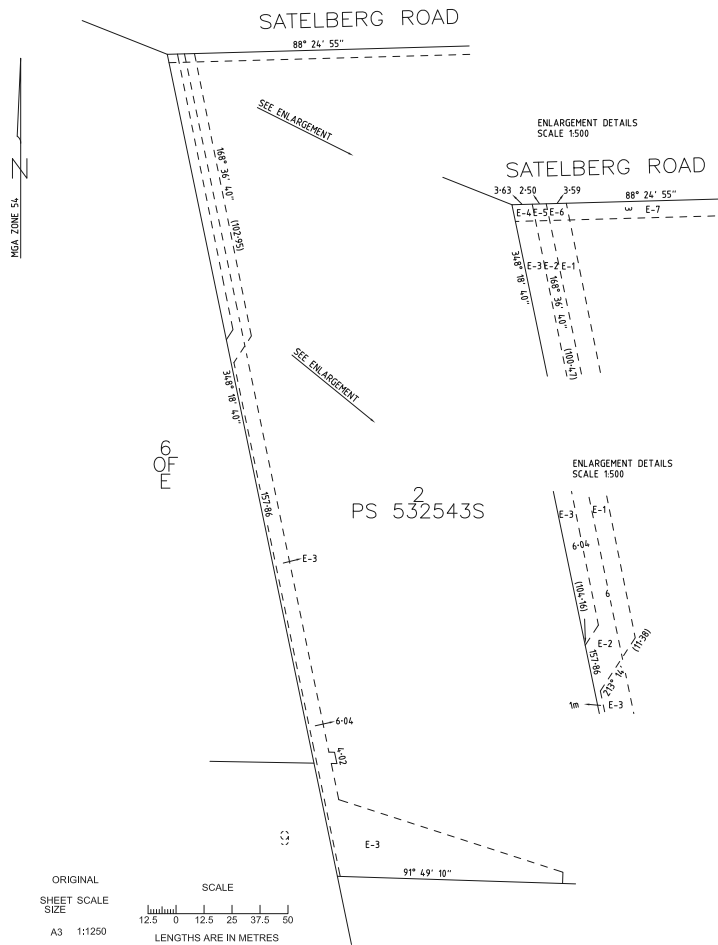 SATELBERG ROAD
88° 24' 55"
N
MGA ZONE 54
SEE ENLARGEMENT
168° 36' 40"
(102·95)
348° 18' 40"
SEE ENLARGEMENT
6
OF
E
157·86
2
PS 532543S
E-3
6·04
4·02
E-3
91° 49' 10"
ENLARGEMENT DETAILS
SCALE 1:500
SATELBERG ROAD
3·63 2·50 3·59
88° 24' 55"
E-4 E-5 E-6
3
E-7
348° 18' 40"
E-3 E-2 E-1
168° 36' 40"
(100·47)
ENLARGEMENT DETAILS
SCALE 1:500
E-3
E-1
6·04
(104·16)
6
E-2
(11·38)
157·86
213° 14'
1m
E-3
ORIGINAL
SHEET SCALE
SIZE
A3 1:1250
SCALE
12.5 0 12.5 25 37.5 50
LENGTHS ARE IN METRES